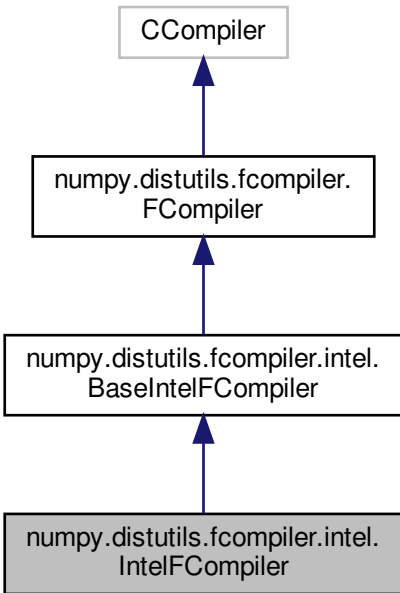 CCompiler
numpy.distutils.fcompiler.
FCompiler
numpy.distutils.fcompiler.intel.
BaseIntelFCompiler
numpy.distutils.fcompiler.intel.
IntelFCompiler